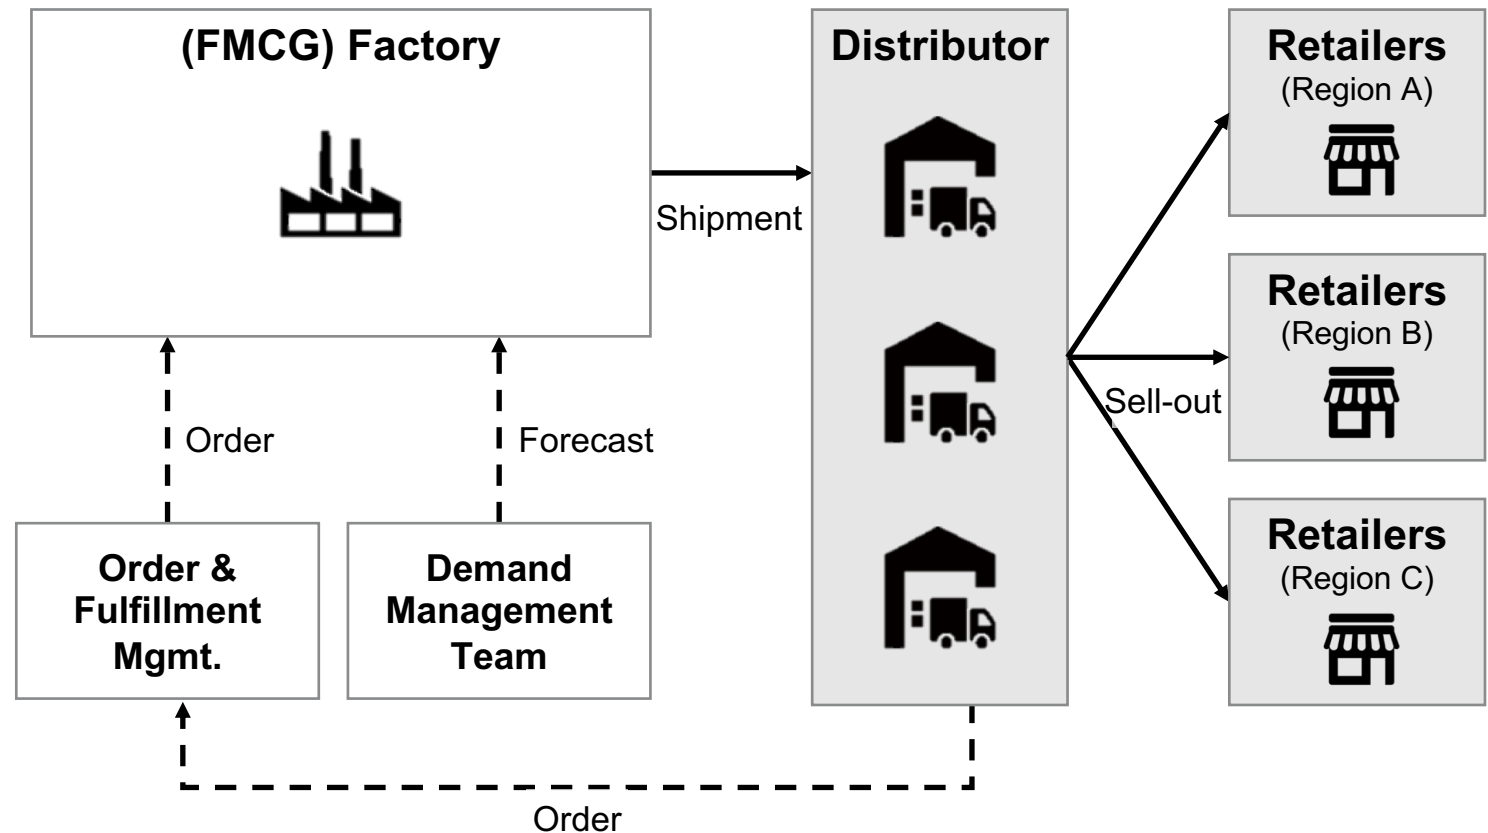 (FMCG) Factory
Shipment
Distributor
Retailers
(Region A)
Retailers
(Region B)
Sell-out
Retailers
(Region C)
Order
Forecast
Order &
Fulfillment
Mgmt.
Demand
Management
Team
Order